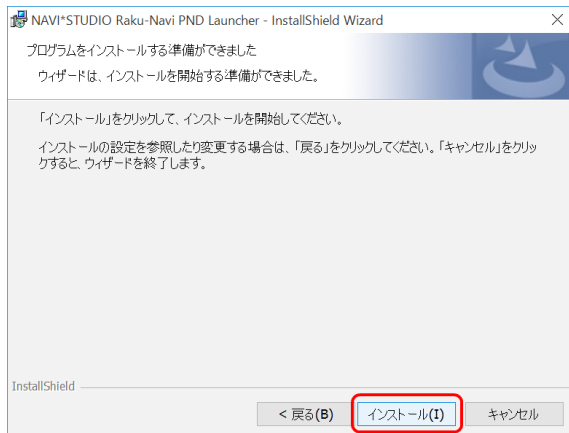 NAVI*STUDIO Raku-Navi PND Launcher - InstallShield Wizard
プログラムをインストールする準備ができました
ウィザードは、インストールを開始する準備ができました。
「インストール」をクリックして、インストールを開始してください。
インストールの設定を参照したり変更する場合は、「戻る」をクリックしてください。「キャンセル」をクリッ
クすると、ウィザードを終了します。
InstallShield
< 戻る(B) インストール(I) キャンセル